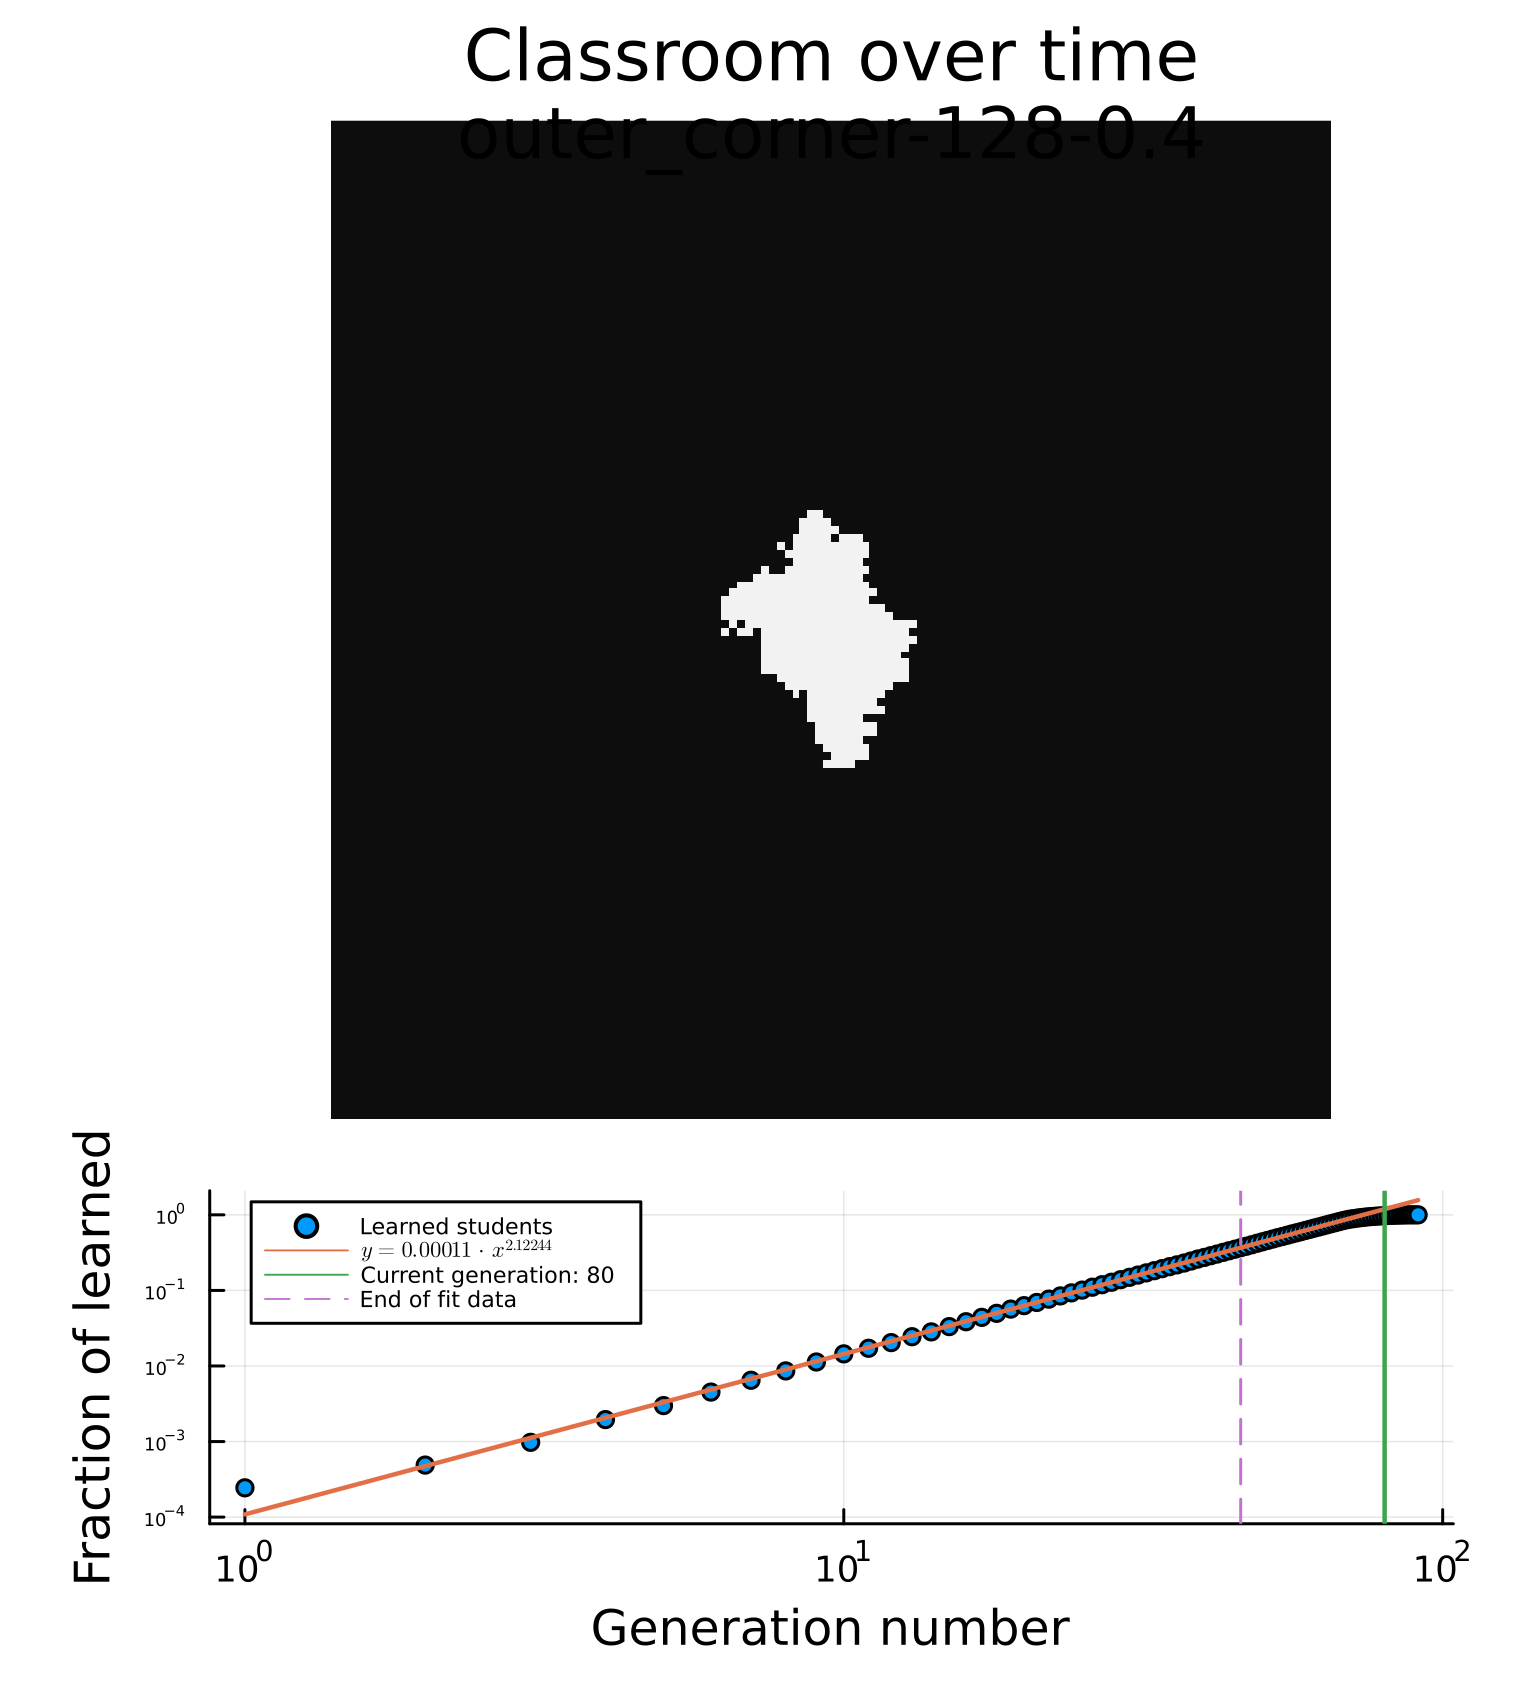 Classroom over time
outer_corner-128-0.4
Fraction of learned
10⁰
10⁻¹
10⁻²
10⁻³
10⁻⁴
Learned students
y = 0.00011 · x^2.12244
Current generation: 80
End of fit data
10⁰ 10¹ 10²
Generation number